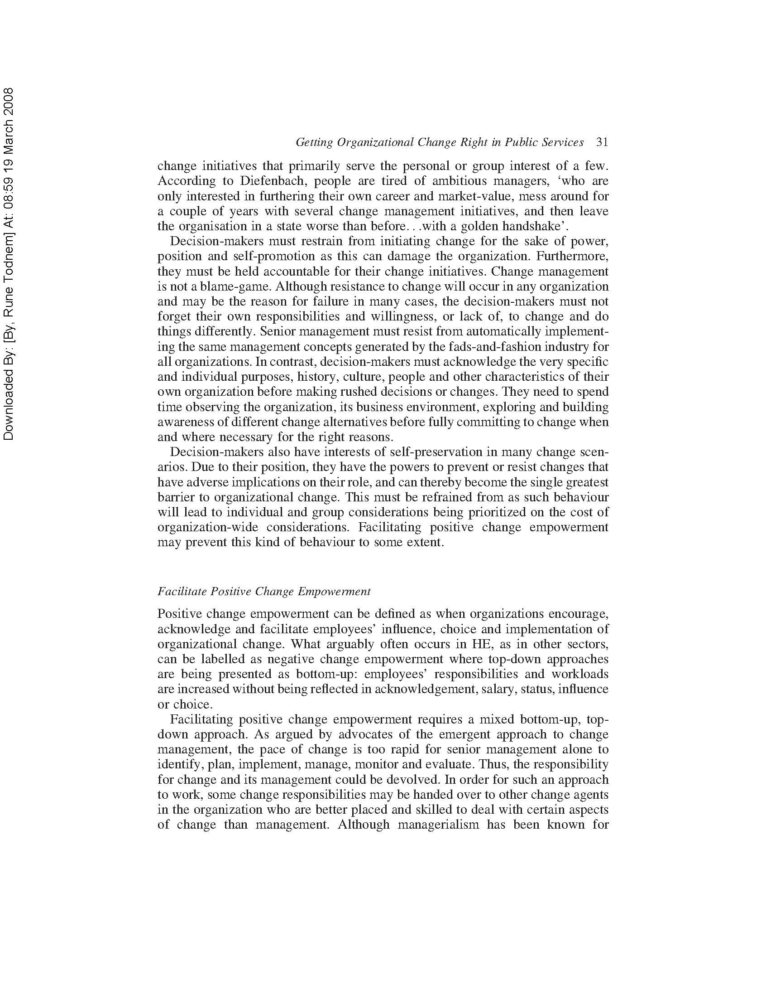 Downloaded By: [By, Rune Todnem] At: 08:59 19 March 2008
Getting Organizational Change Right in Public Services 31
change initiatives that primarily serve the personal or group interest of a few.
According to Diefenbach, people are tired of ambitious managers, ‘who are
only interested in furthering their own career and market-value, mess around for
a couple of years with several change management initiatives, and then leave
the organisation in a state worse than before. . .with a golden handshake’.
Decision-makers must restrain from initiating change for the sake of power,
position and self-promotion as this can damage the organization. Furthermore,
they must be held accountable for their change initiatives. Change management
is not a blame-game. Although resistance to change will occur in any organization
and may be the reason for failure in many cases, the decision-makers must not
forget their own responsibilities and willingness, or lack of, to change and do
things differently. Senior management must resist from automatically implement-
ing the same management concepts generated by the fads-and-fashion industry for
all organizations. In contrast, decision-makers must acknowledge the very specific
and individual purposes, history, culture, people and other characteristics of their
own organization before making rushed decisions or changes. They need to spend
time observing the organization, its business environment, exploring and building
awareness of different change alternatives before fully committing to change when
and where necessary for the right reasons.
Decision-makers also have interests of self-preservation in many change scen-
arios. Due to their position, they have the powers to prevent or resist changes that
have adverse implications on their role, and can thereby become the single greatest
barrier to organizational change. This must be refrained from as such behaviour
will lead to individual and group considerations being prioritized on the cost of
organization-wide considerations. Facilitating positive change empowerment
may prevent this kind of behaviour to some extent.
Facilitate Positive Change Empowerment
Positive change empowerment can be defined as when organizations encourage,
acknowledge and facilitate employees’ influence, choice and implementation of
organizational change. What arguably often occurs in HE, as in other sectors,
can be labelled as negative change empowerment where top-down approaches
are being presented as bottom-up: employees’ responsibilities and workloads
are increased without being reflected in acknowledgement, salary, status, influence
or choice.
Facilitating positive change empowerment requires a mixed bottom-up, top-
down approach. As argued by advocates of the emergent approach to change
management, the pace of change is too rapid for senior management alone to
identify, plan, implement, manage, monitor and evaluate. Thus, the responsibility
for change and its management could be devolved. In order for such an approach
to work, some change responsibilities may be handed over to other change agents
in the organization who are better placed and skilled to deal with certain aspects
of change than management. Although managerialism has been known for